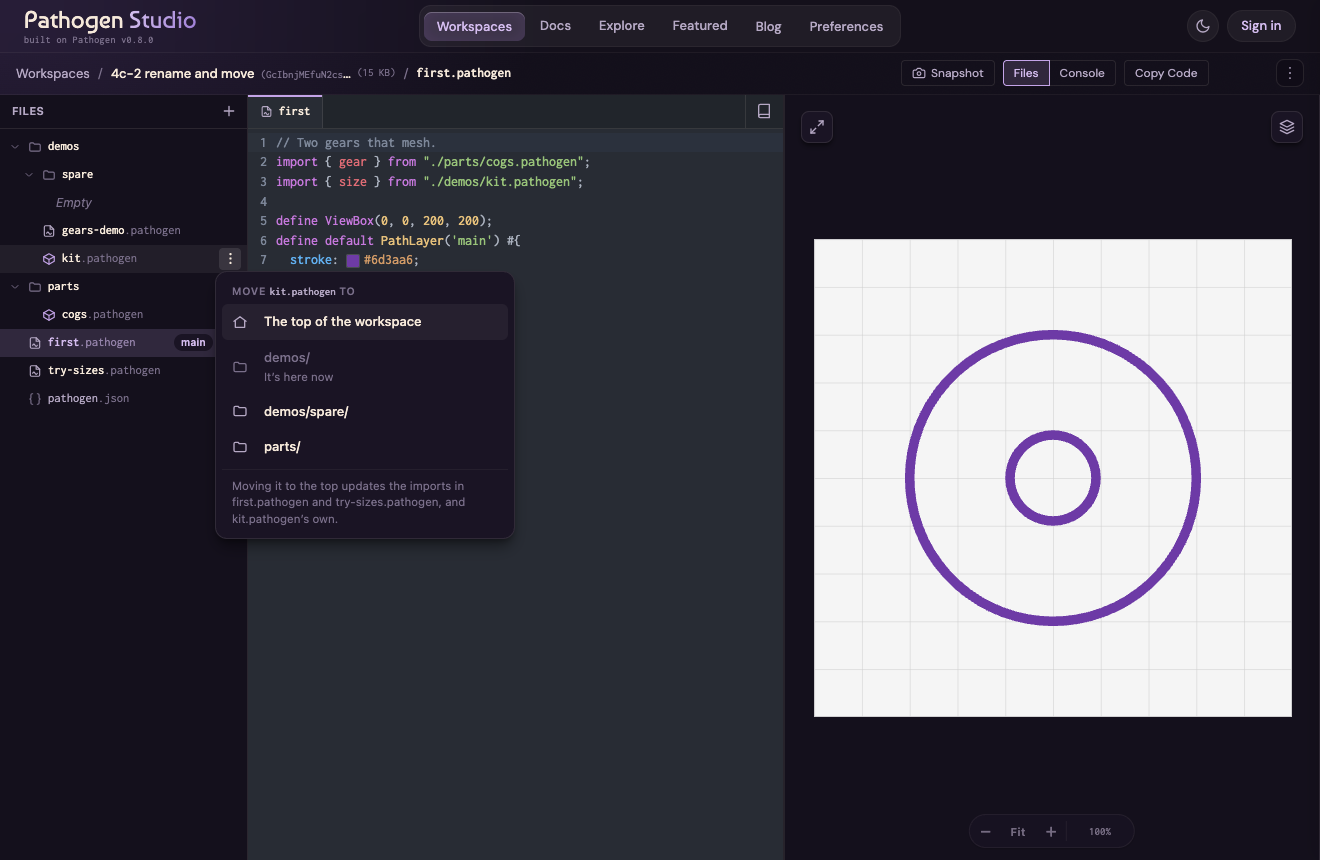 Pathogen Studio
built on Pathogen v0.8.0
Workspaces
Docs
Explore
Featured
Blog
Preferences
Sign in
Workspaces / 4c-2 rename and move (GcIbnjMEfuN2cs… (15 KB) / first.pathogen
Snapshot
Files
Console
Copy Code
FILES
demos
spare
Empty
gears-demo.pathogen
kit.pathogen
parts
cogs.pathogen
first.pathogen main
try-sizes.pathogen
{ } pathogen.json
first
1 // Two gears that mesh.
2 import { gear } from "./parts/cogs.pathogen";
3 import { size } from "./demos/kit.pathogen";
4
5 define ViewBox(0, 0, 200, 200);
6 define default PathLayer('main') #{
7 stroke: #6d3aa6;
MOVE kit.pathogen TO
The top of the workspace
demos/
It's here now
demos/spare/
parts/
Moving it to the top updates the imports in
first.pathogen and try-sizes.pathogen, and
kit.pathogen's own.
− Fit + 100%